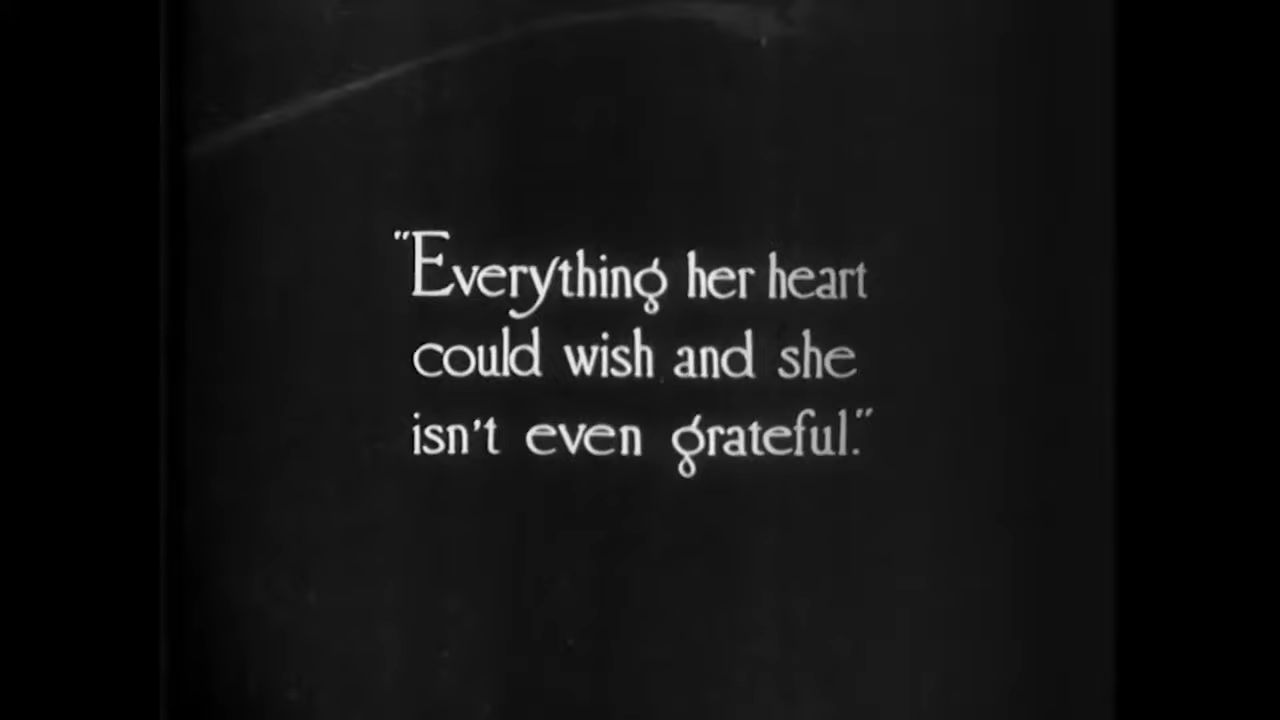 "Everything her heart
could wish and she
isn't even grateful."